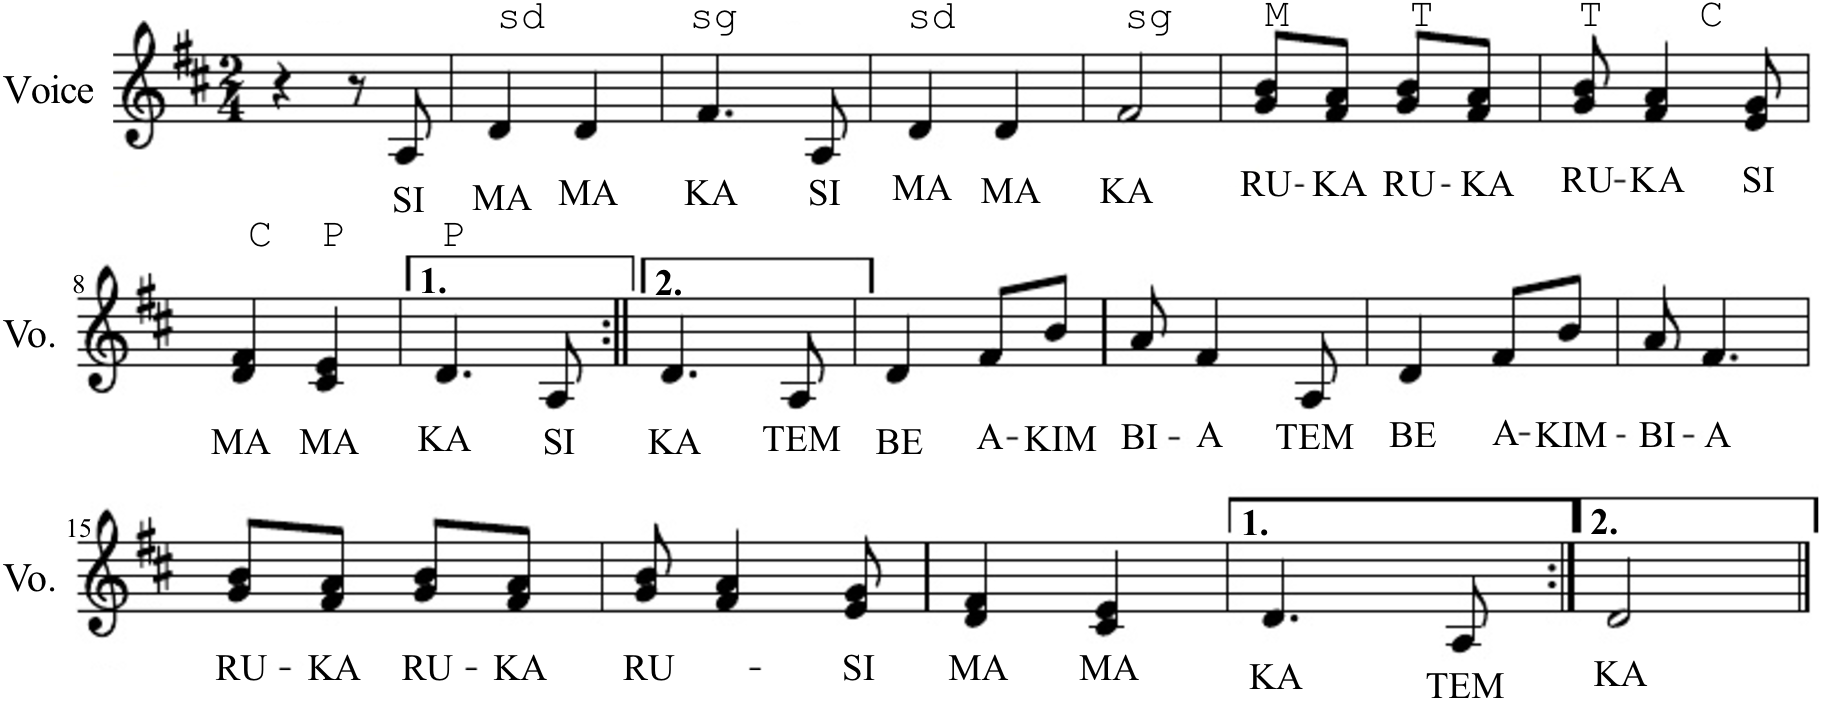 sd sg sd sg M T T C
Voice
2
4
SI MA MA KA SI MA MA KA RU-KA RU-KA RU-KA SI
C P P
8 1. 2.
Vo.
MA MA KA SI KA TEM BE A-KIM BI - A TEM BE A-KIM - BI - A
15 1. 2.
Vo.
RU - KA RU - KA RU - SI MA MA KA TEM KA